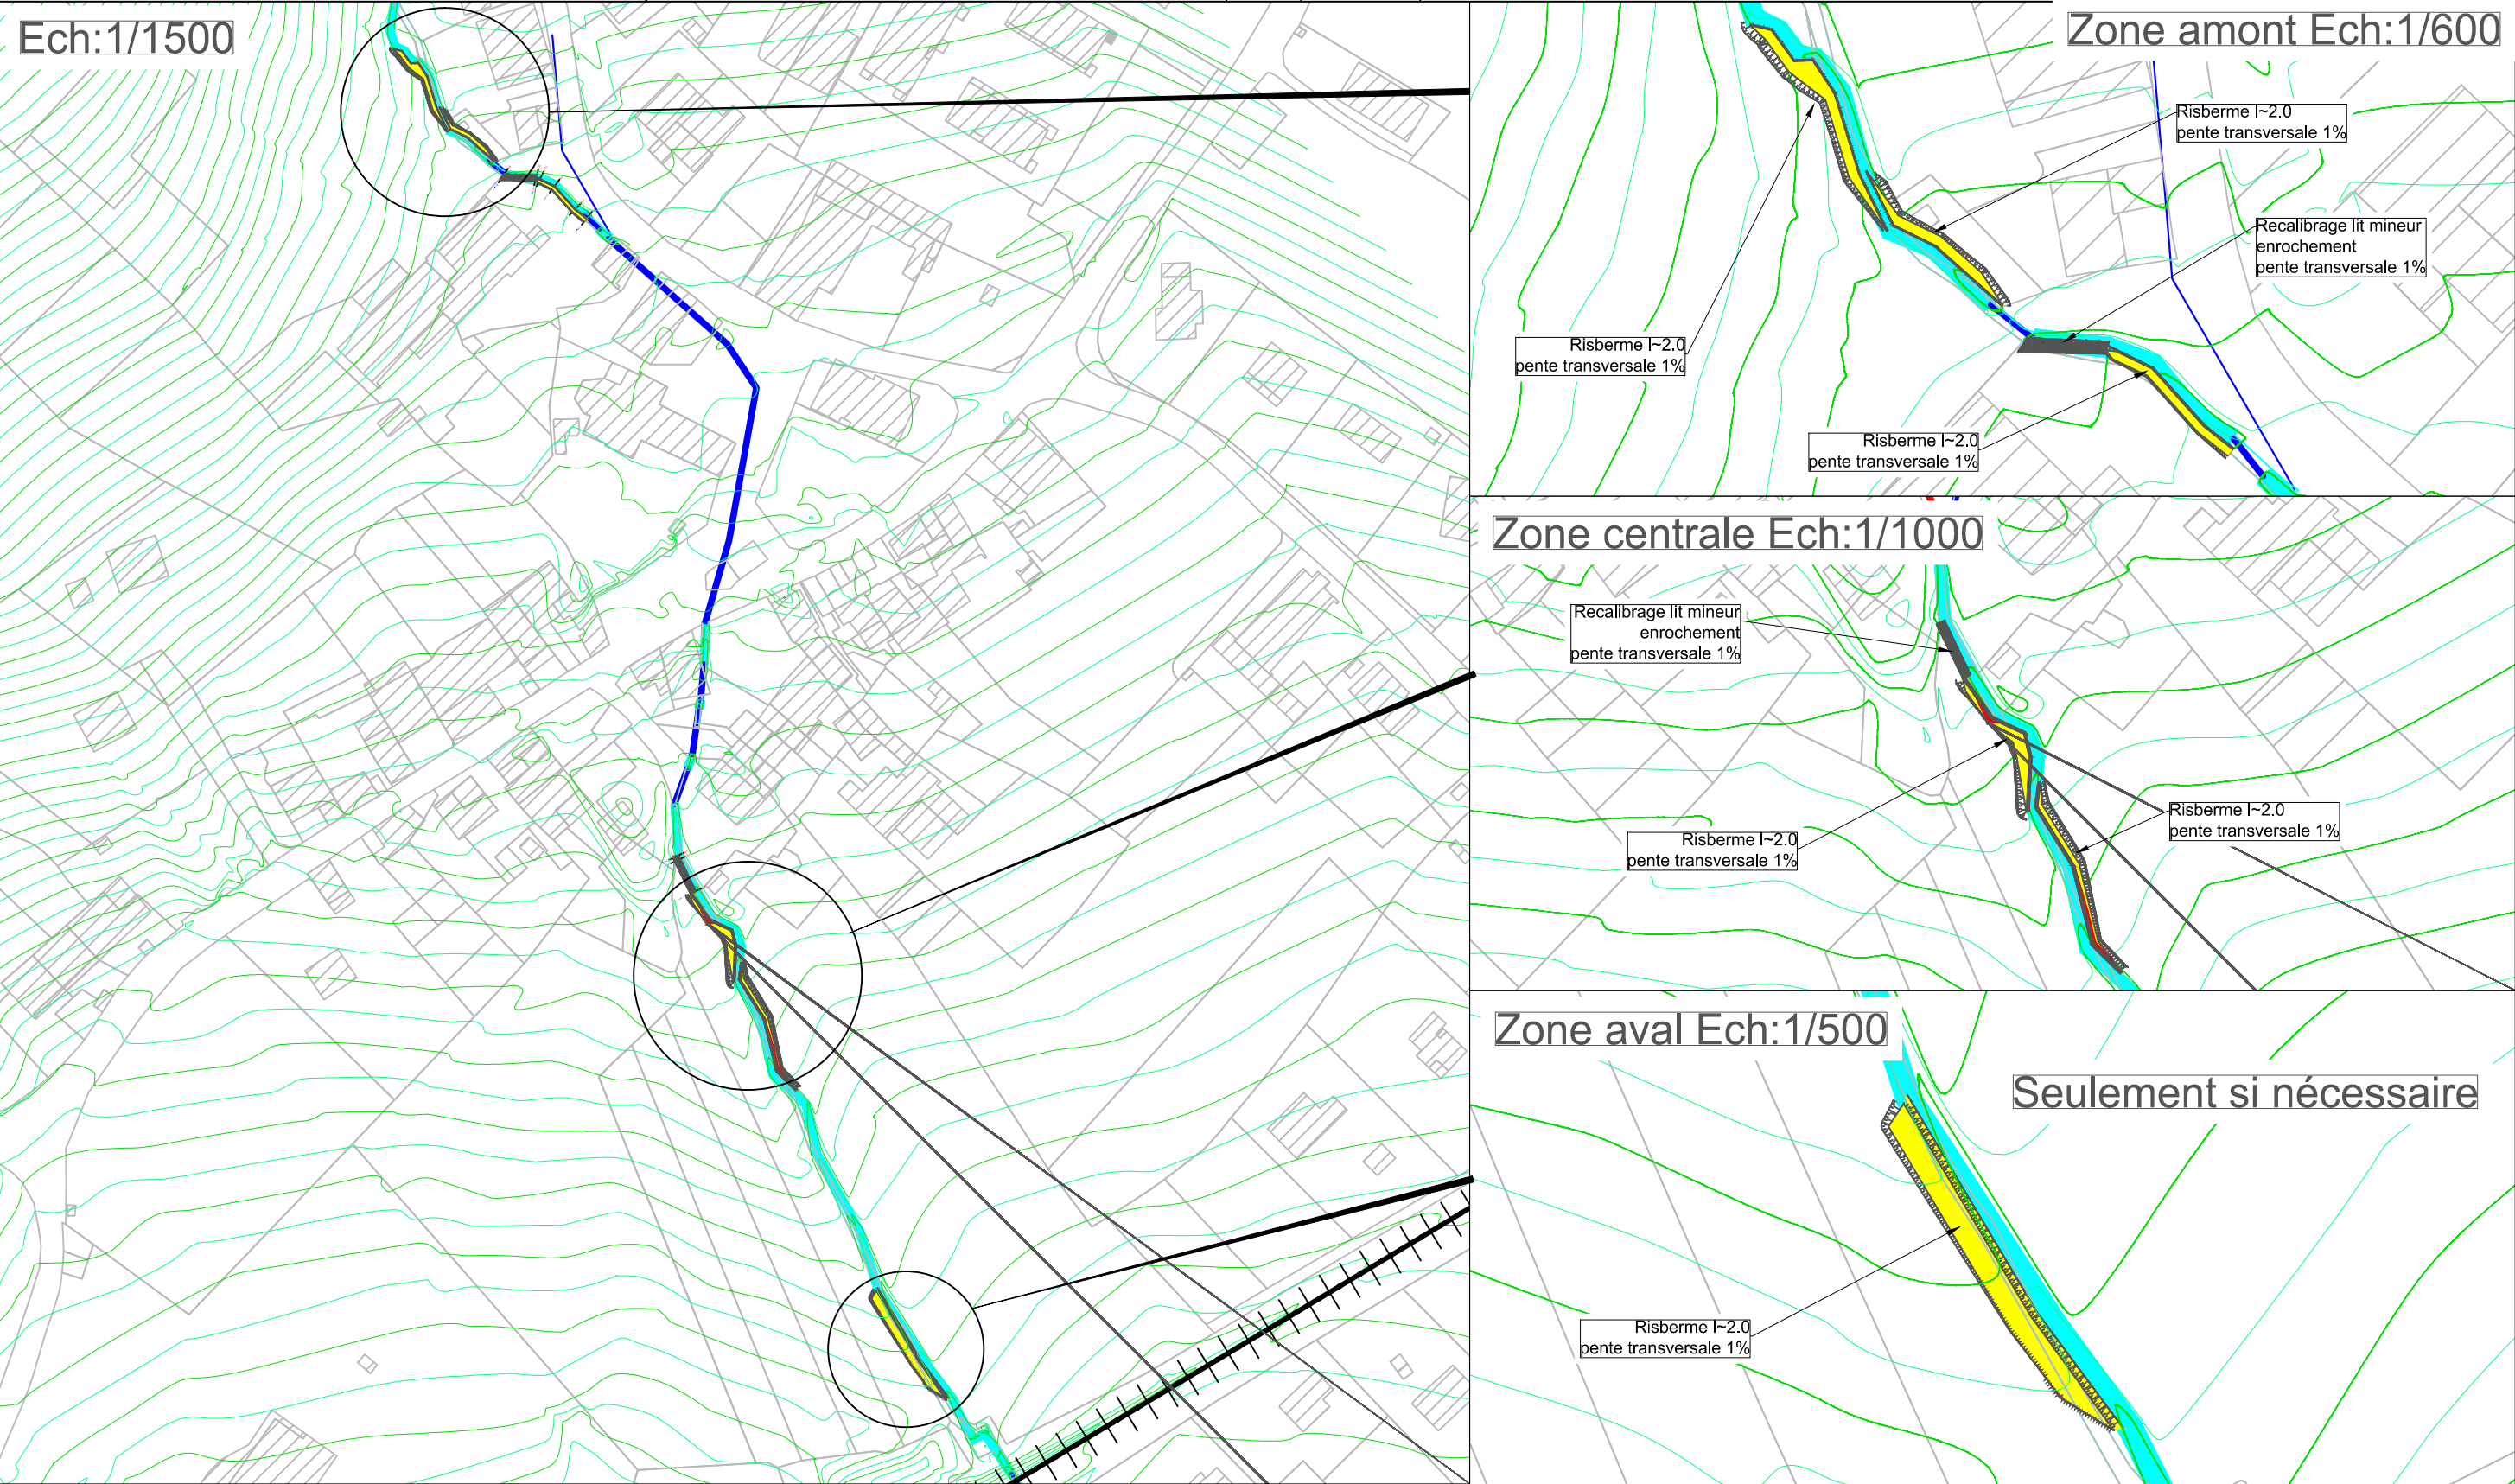 Ech:1/1500
Zone amont Ech:1/600
Risberme l~2.0
pente transversale 1%
Recalibrage lit mineur
enrochement
pente transversale 1%
Risberme l~2.0
pente transversale 1%
Risberme l~2.0
pente transversale 1%
Zone centrale Ech:1/1000
Recalibrage lit mineur
enrochement
pente transversale 1%
Risberme l~2.0
pente transversale 1%
Risberme l~2.0
pente transversale 1%
Zone aval Ech:1/500
Seulement si nécessaire
Risberme l~2.0
pente transversale 1%